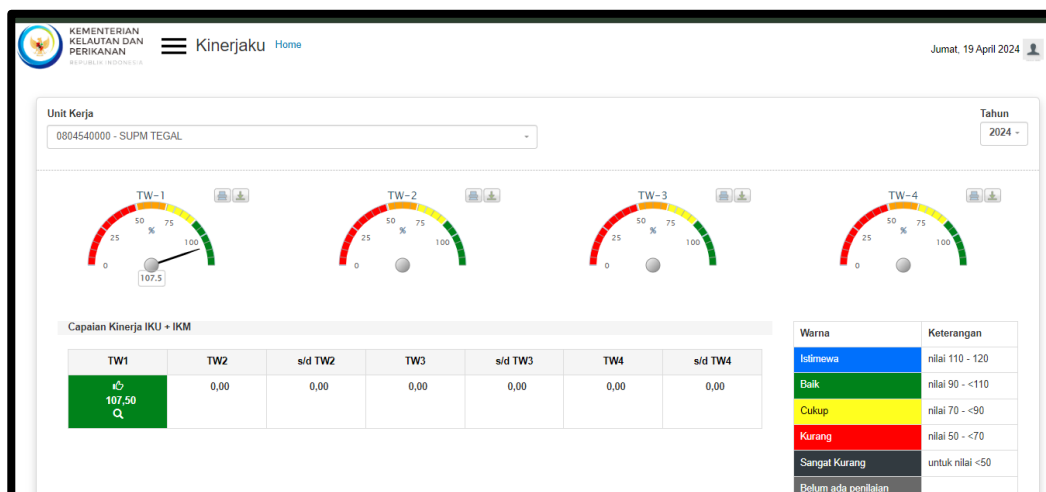 KEMENTERIAN
KELAUTAN DAN
PERIKANAN
REPUBLIK INDONESIA
Kinerjaku Home
Jumat, 19 April 2024
Unit Kerja
Tahun
0804540000 - SUPM TEGAL
2024
TW-1
0 25 50 75 100
%
107.5
TW-2
0 25 50 75 100
%
TW-3
0 25 50 75 100
%
TW-4
0 25 50 75 100
%
Capaian Kinerja IKU + IKM
TW1 TW2 s/d TW2 TW3 s/d TW3 TW4 s/d TW4
107,50 0,00 0,00 0,00 0,00 0,00 0,00
Warna Keterangan
Istimewa nilai 110 - 120
Baik nilai 90 - <110
Cukup nilai 70 - <90
Kurang nilai 50 - <70
Sangat Kurang untuk nilai <50
Belum ada penilaian